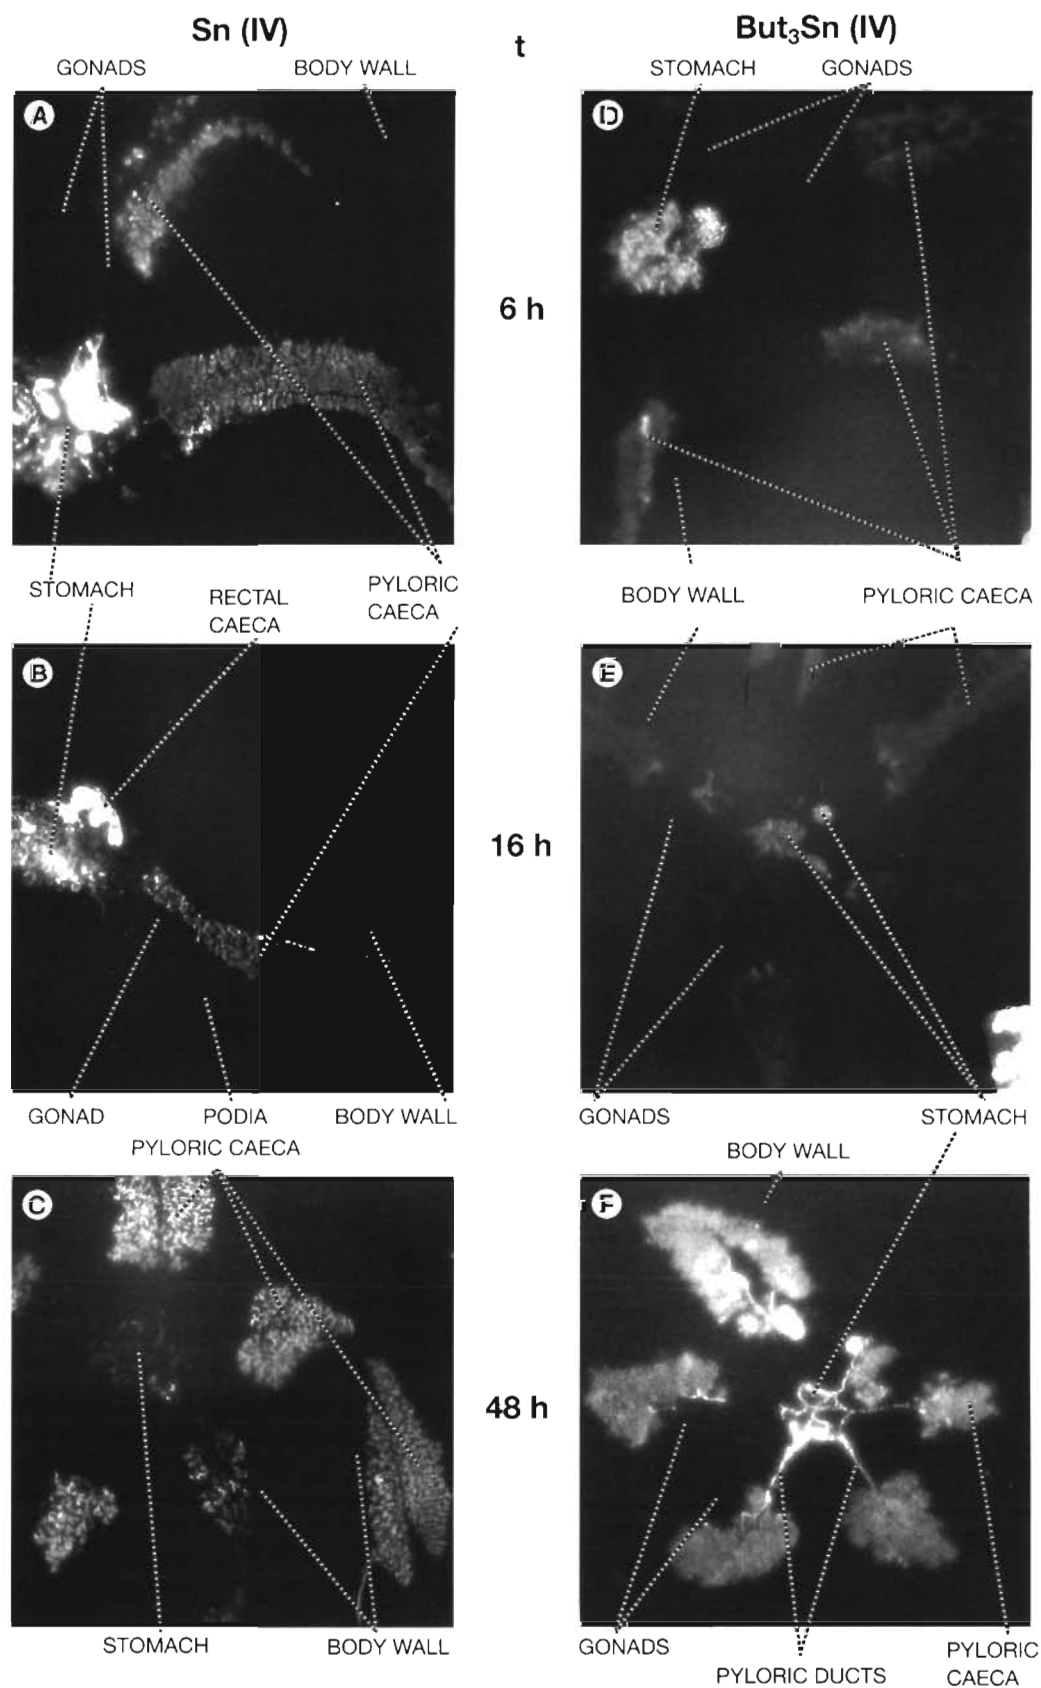 Sn (IV)
t
But₃Sn (IV)
GONADS
BODY WALL
STOMACH
GONADS
A
D
6 h
STOMACH
RECTAL
CAECA
PYLORIC
CAECA
BODY WALL
PYLORIC CAECA
B
E
16 h
GONAD
PODIA
BODY WALL
GONADS
STOMACH
PYLORIC CAECA
BODY WALL
C
F
48 h
STOMACH
BODY WALL
GONADS
PYLORIC DUCTS
PYLORIC
CAECA